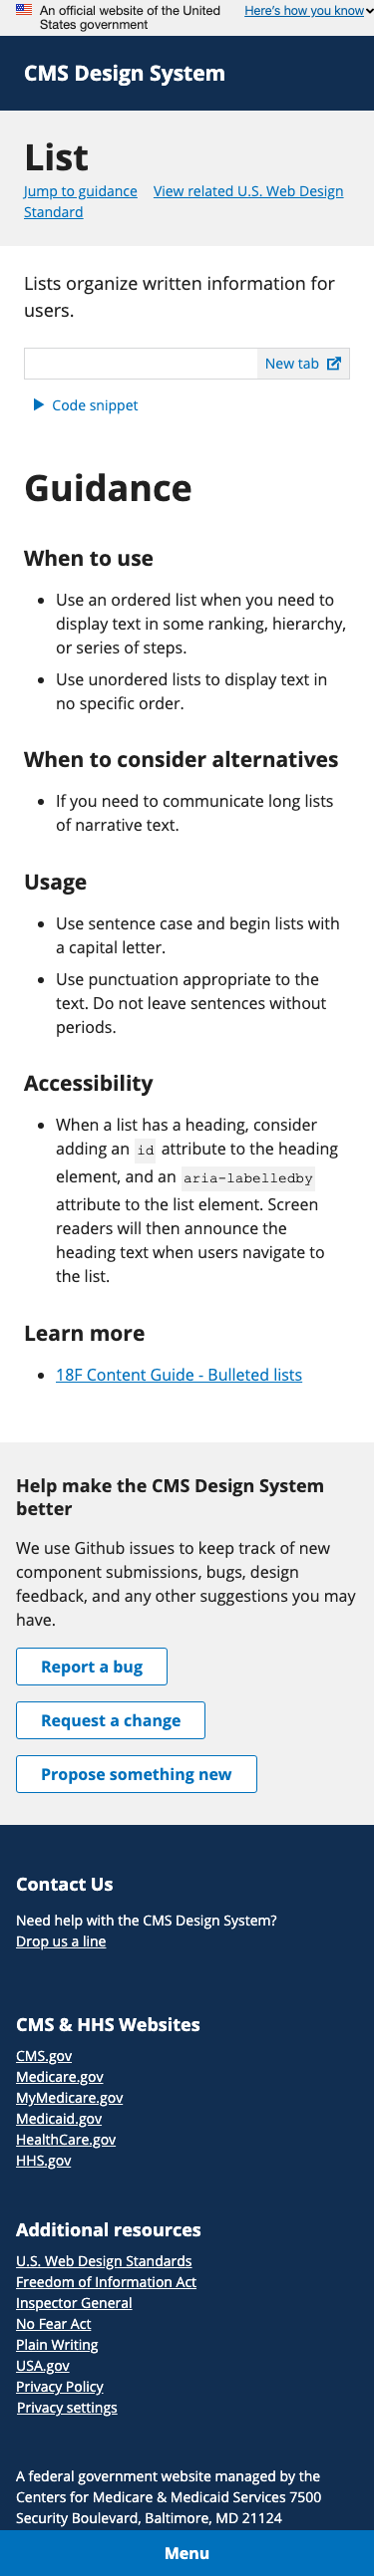 An official website of the United
States government
Here's how you know
CMS Design System
List
Jump to guidance View related U.S. Web Design
Standard
Lists organize written information for
users.
New tab
Code snippet
Guidance
When to use
Use an ordered list when you need to
display text in some ranking, hierarchy,
or series of steps.
Use unordered lists to display text in
no specific order.
When to consider alternatives
If you need to communicate long lists
of narrative text.
Usage
Use sentence case and begin lists with
a capital letter.
Use punctuation appropriate to the
text. Do not leave sentences without
periods.
Accessibility
When a list has a heading, consider
adding an id attribute to the heading
element, and an aria-labelledby
attribute to the list element. Screen
readers will then announce the
heading text when users navigate to
the list.
Learn more
18F Content Guide - Bulleted lists
Help make the CMS Design System
better
We use Github issues to keep track of new
component submissions, bugs, design
feedback, and any other suggestions you may
have.
Report a bug
Request a change
Propose something new
Contact Us
Need help with the CMS Design System?
Drop us a line
CMS & HHS Websites
CMS.gov
Medicare.gov
MyMedicare.gov
Medicaid.gov
HealthCare.gov
HHS.gov
Additional resources
U.S. Web Design Standards
Freedom of Information Act
Inspector General
No Fear Act
Plain Writing
USA.gov
Privacy Policy
Privacy settings
A federal government website managed by the
Centers for Medicare & Medicaid Services 7500
Security Boulevard, Baltimore, MD 21124
Menu